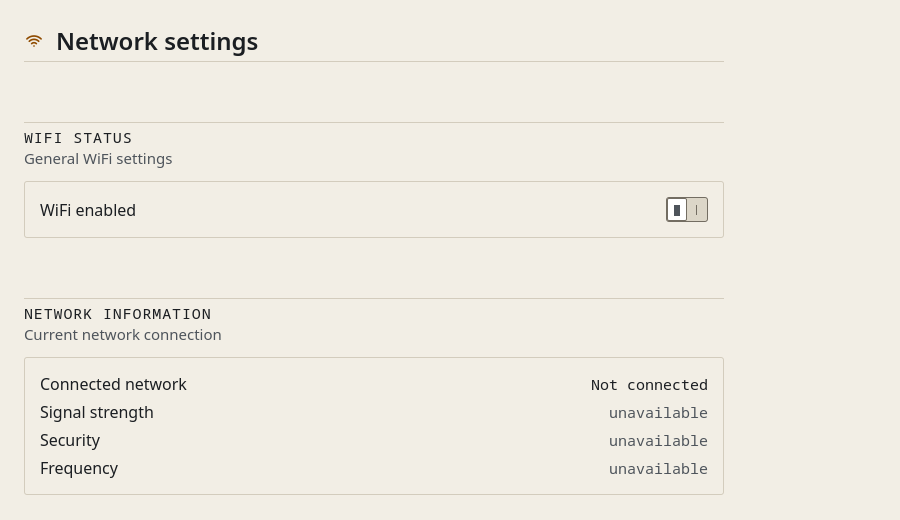 Network settings
WIFI STATUS
General WiFi settings
WiFi enabled
NETWORK INFORMATION
Current network connection
Connected network Not connected
Signal strength unavailable
Security unavailable
Frequency unavailable